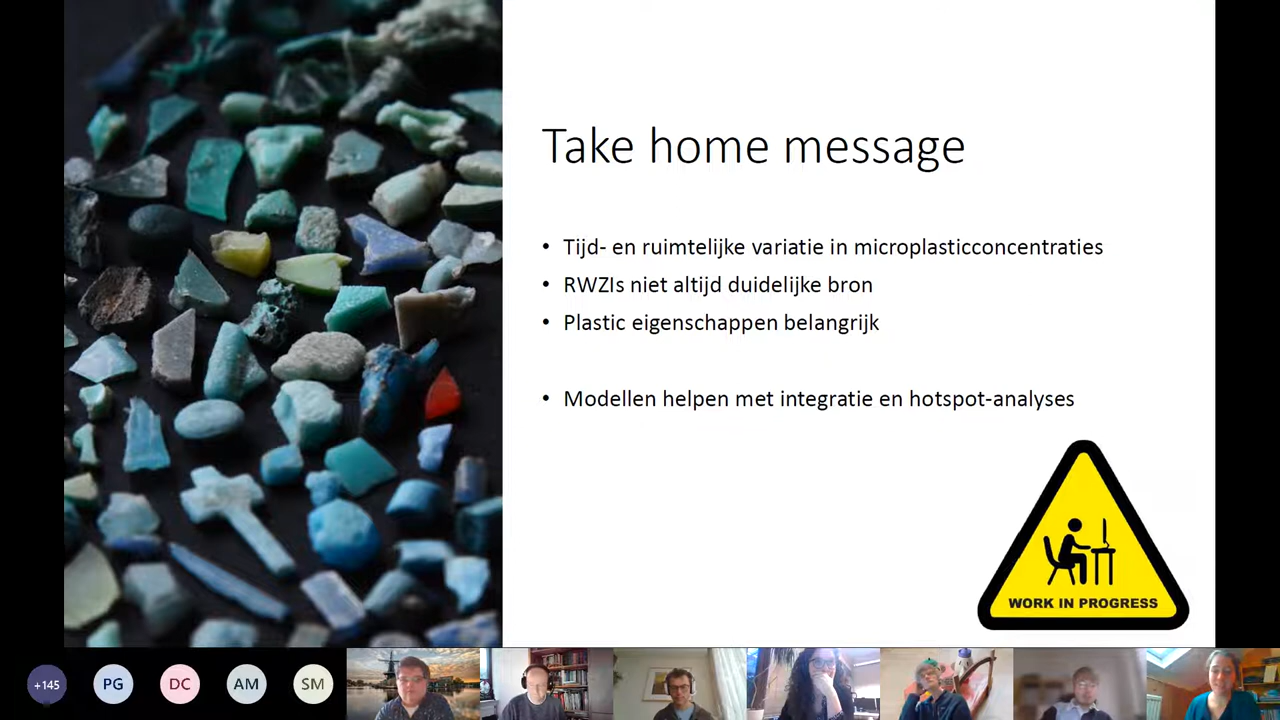 Take home message
• Tijd- en ruimtelijke variatie in microplasticconcentraties
• RWZIs niet altijd duidelijke bron
• Plastic eigenschappen belangrijk
• Modellen helpen met integratie en hotspot-analyses
WORK IN PROGRESS
+145
PG
DC
AM
SM